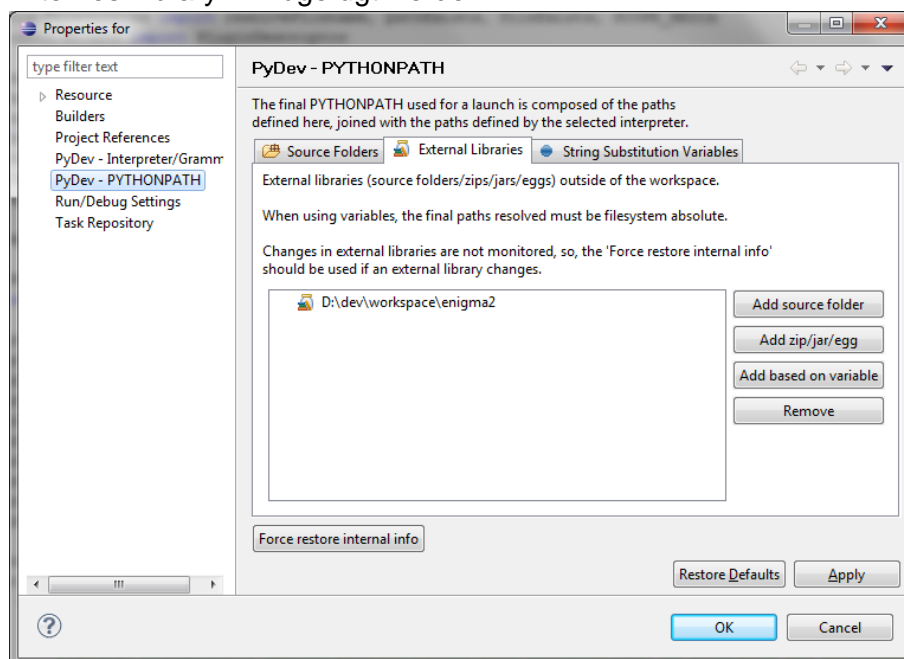 Properties for
type filter text
Resource
Builders
Project References
PyDev - Interpreter/Gramm
PyDev - PYTHONPATH
Run/Debug Settings
Task Repository
PyDev - PYTHONPATH
The final PYTHONPATH used for a launch is composed of the paths
defined here, joined with the paths defined by the selected interpreter.
Source Folders External Libraries String Substitution Variables
External libraries (source folders/zips/jars/eggs) outside of the workspace.
When using variables, the final paths resolved must be filesystem absolute.
Changes in external libraries are not monitored, so, the 'Force restore internal info'
should be used if an external library changes.
D:\dev\workspace\enigma2
Add source folder
Add zip/jar/egg
Add based on variable
Remove
Force restore internal info
Restore Defaults Apply
OK Cancel